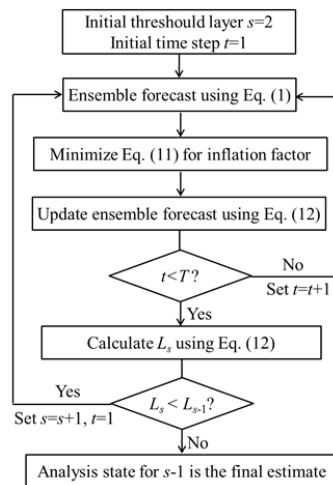 Initial threshould layer s=2
Initial time step t=1
Ensemble forecast using Eq. (1)
Minimize Eq. (11) for inflation factor
Update ensemble forecast using Eq. (12)
t<T?
No
Set t=t+1
Yes
Calculate Ls using Eq. (12)
Yes
Set s=s+1, t=1
Ls < Ls-1?
No
Analysis state for s-1 is the final estimate